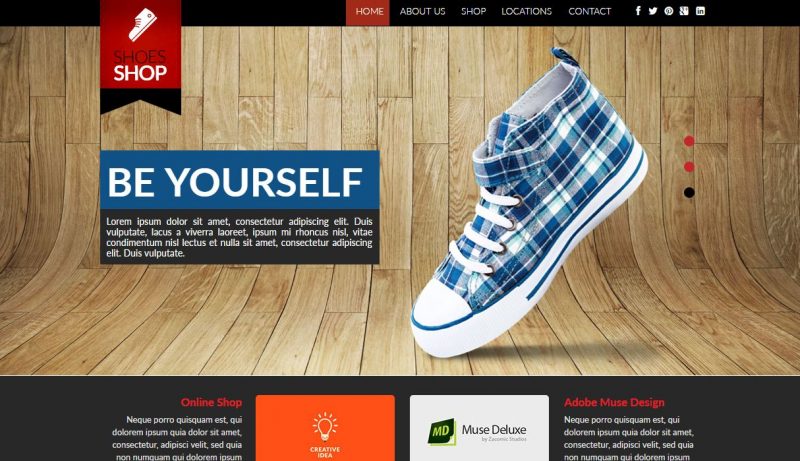 HOME ABOUT US SHOP LOCATIONS CONTACT
SHOES
SHOP
BE YOURSELF
Lorem ipsum dolor sit amet, consectetur adipiscing elit. Duis
vulputate, lacus a viverra laoreet, ipsum mi rhoncus nisl, vitae
condimentum nisl lectus et nulla sit amet, consectetur adipiscing
elit. Duis vulputate.
Online Shop
Neque porro quisquam est, qui
dolorem ipsum quia dolor sit amet,
consectetur, adipisci velit, sed quia
non numquam qui dolorem ipsum
CREATIVE
IDEA
MD Muse Deluxe
by Zacomic Studios
Adobe Muse Design
Neque porro quisquam est, qui
dolorem ipsum quia dolor sit amet,
consectetur, adipisci velit, sed quia
non numquam qui dolorem ipsum